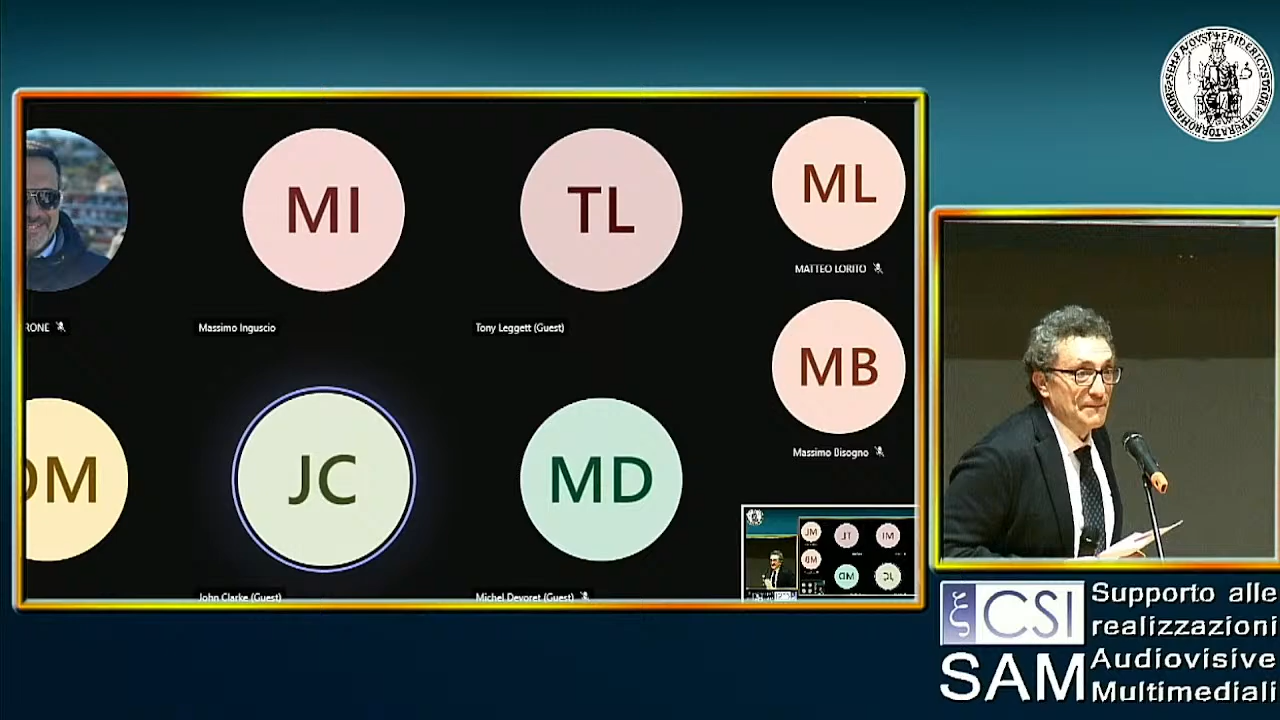 MI
TL
ML
MATTEO LORITO
RONE
Massimo Inguscio
Tony Leggett (Guest)
MB
Massimo Bisogno
DM
JC
MD
John Clarke (Guest)
Michel Devoret (Guest)
CSI
SAM
Supporto alle
realizzazioni
Audiovisive
Multimediali